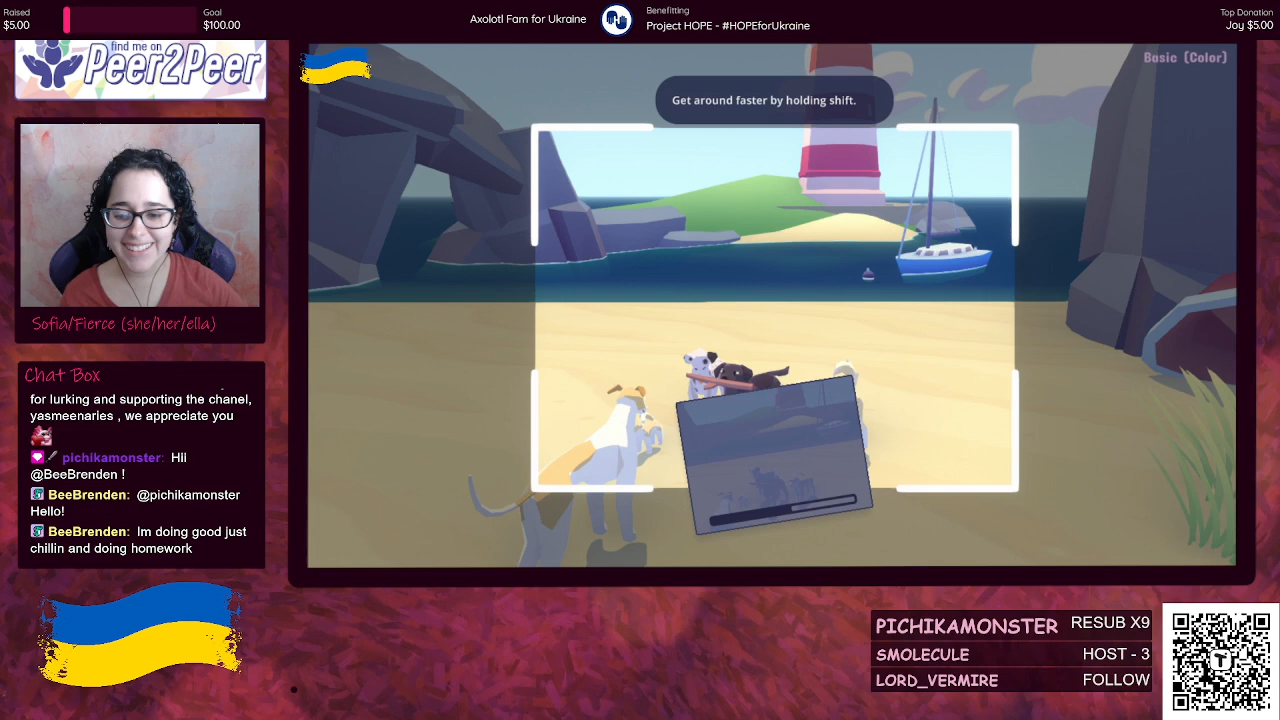 Raised
$5.00
Goal
$100.00
Axolotl Fam for Ukraine
Benefitting
Project HOPE - #HOPEforUkraine
Top Donation
Joy $5.00
find me on
Peer2Peer
Basic (Color)
Get around faster by holding shift.
Sofia/Fierce (she/her/ella)
Chat Box
for lurking and supporting the chanel,
yasmeenaries , we appreciate you
pichikamonster: HIi
@BeeBrenden !
BeeBrenden: @pichikamonster
Hello!
BeeBrenden: Im doing good just
chillin and doing homework
PICHIKAMONSTER RESUB X9
SMOLECULE HOST - 3
LORD_VERMIRE FOLLOW